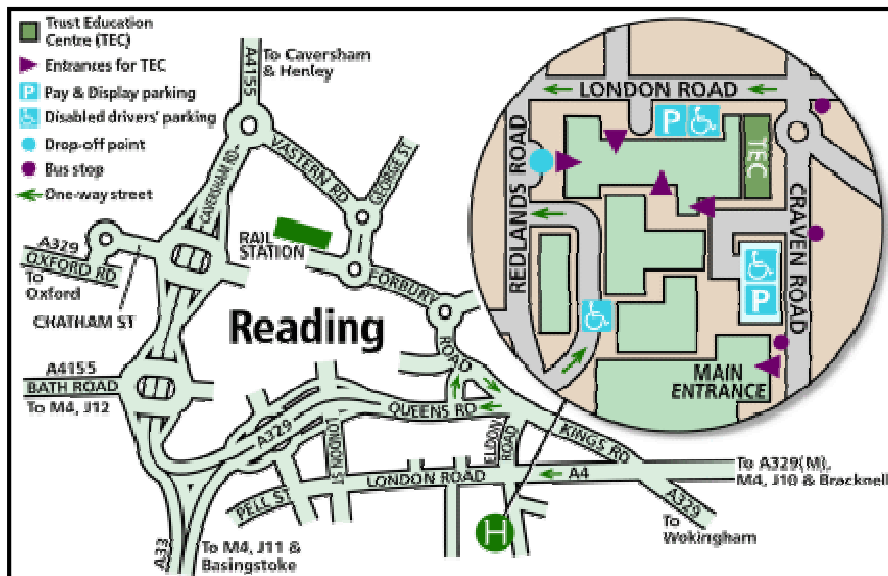 Trust Education
Centre (TEC)
Entrances for TEC
P Pay & Display parking
Disabled drivers' parking
Drop-off point
Bus stop
One-way street
A4155
To Caversham
& Henley
CAVERSHAM RD
VASTERN RD
GEORGE ST
RAIL
STATION
A329
OXFORD RD
To
Oxford
CHATHAM ST
FORBURY
ROAD
Reading
A4155
BATH ROAD
To M4, J12
A329
QUEENS RD
LONDON ST
ELDON
ROAD
KINGS RD
PELL ST
LONDON ROAD
A4
To A329(M),
M4, J10 & Bracknell
A329
To
Wokingham
H
A33
To M4, J11 &
Basingstoke
LONDON ROAD
REDLANDS ROAD
P
TEC
CRAVEN ROAD
P
MAIN
ENTRANCE